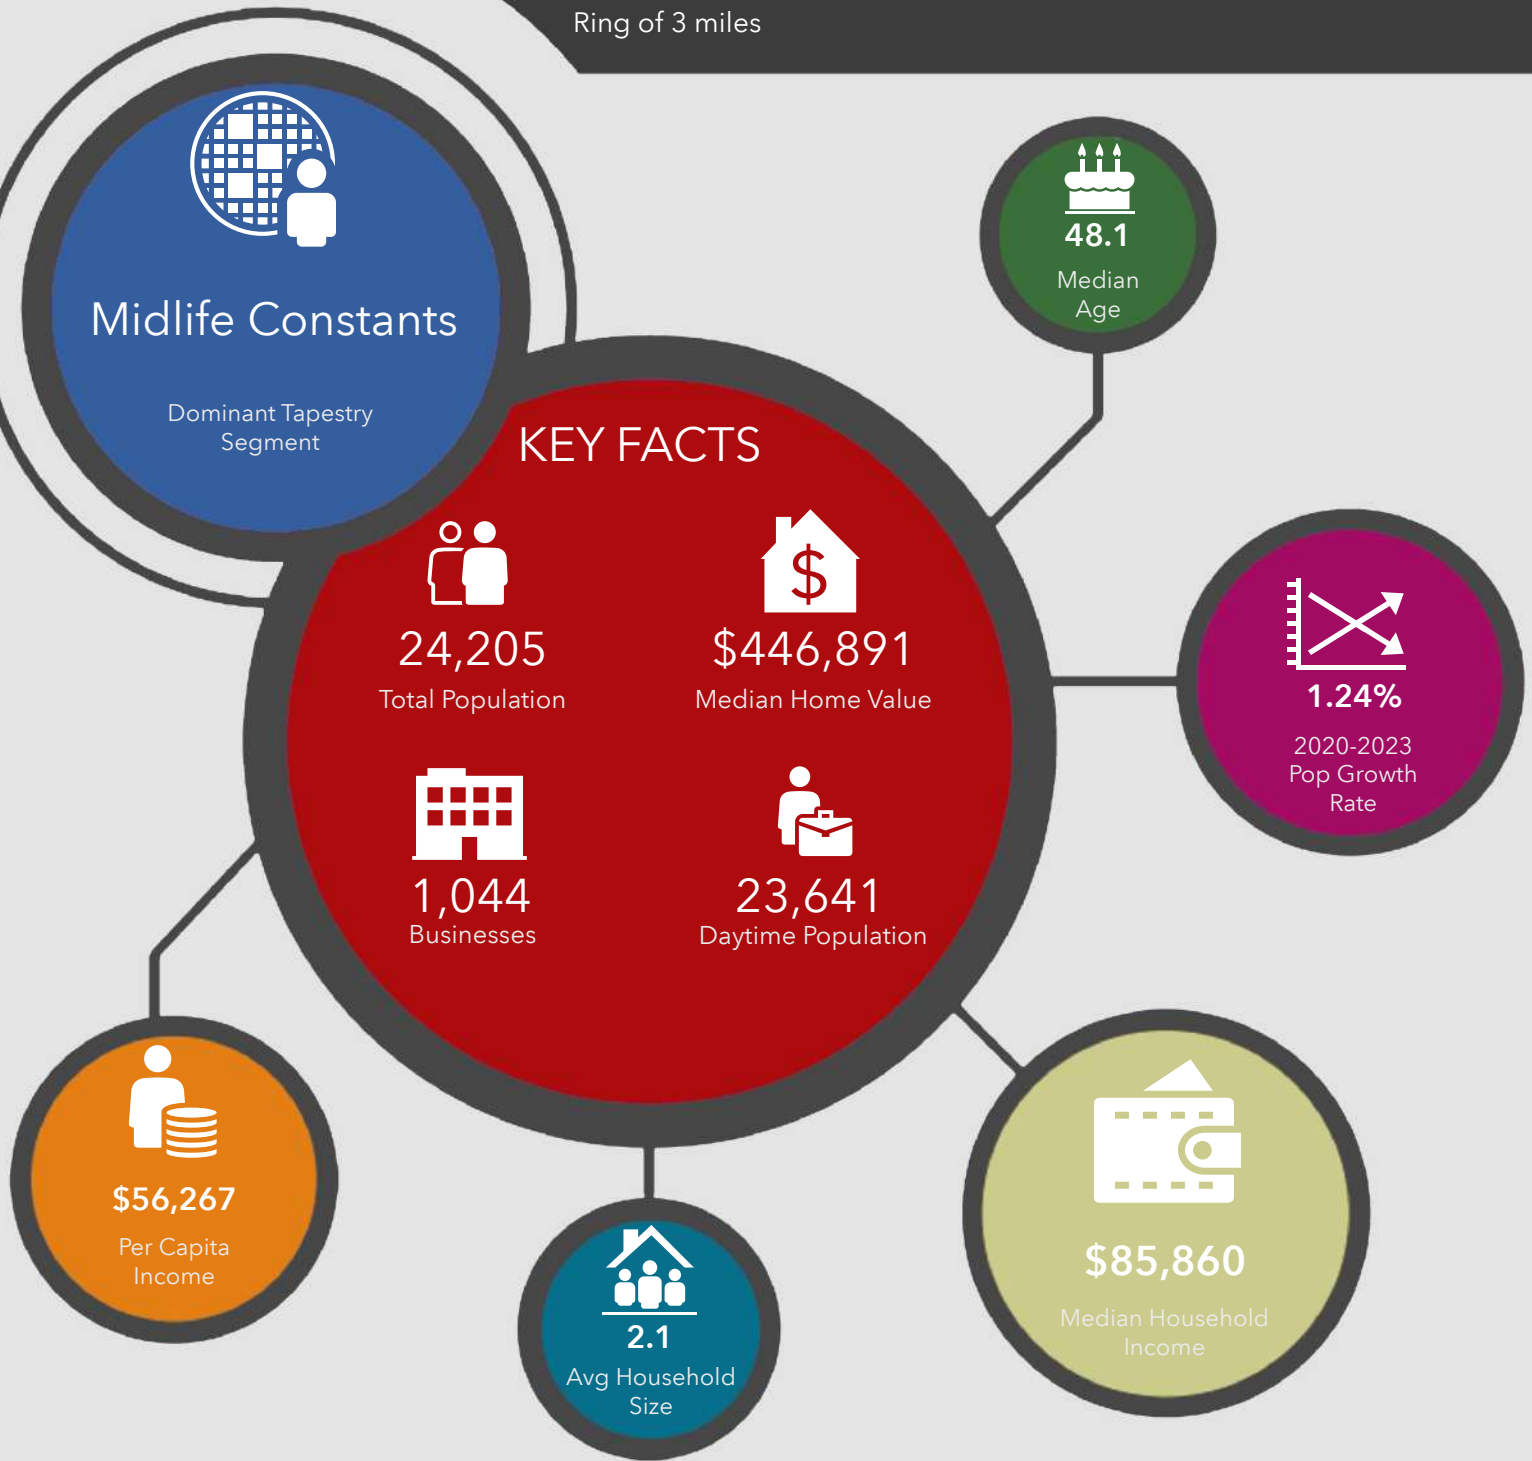 Ring of 3 miles
Midlife Constants
Dominant Tapestry
Segment
48.1
Median
Age
KEY FACTS
24,205
Total Population
$446,891
Median Home Value
1,044
Businesses
23,641
Daytime Population
1.24%
2020-2023
Pop Growth
Rate
$56,267
Per Capita
Income
2.1
Avg Household
Size
$85,860
Median Household
Income